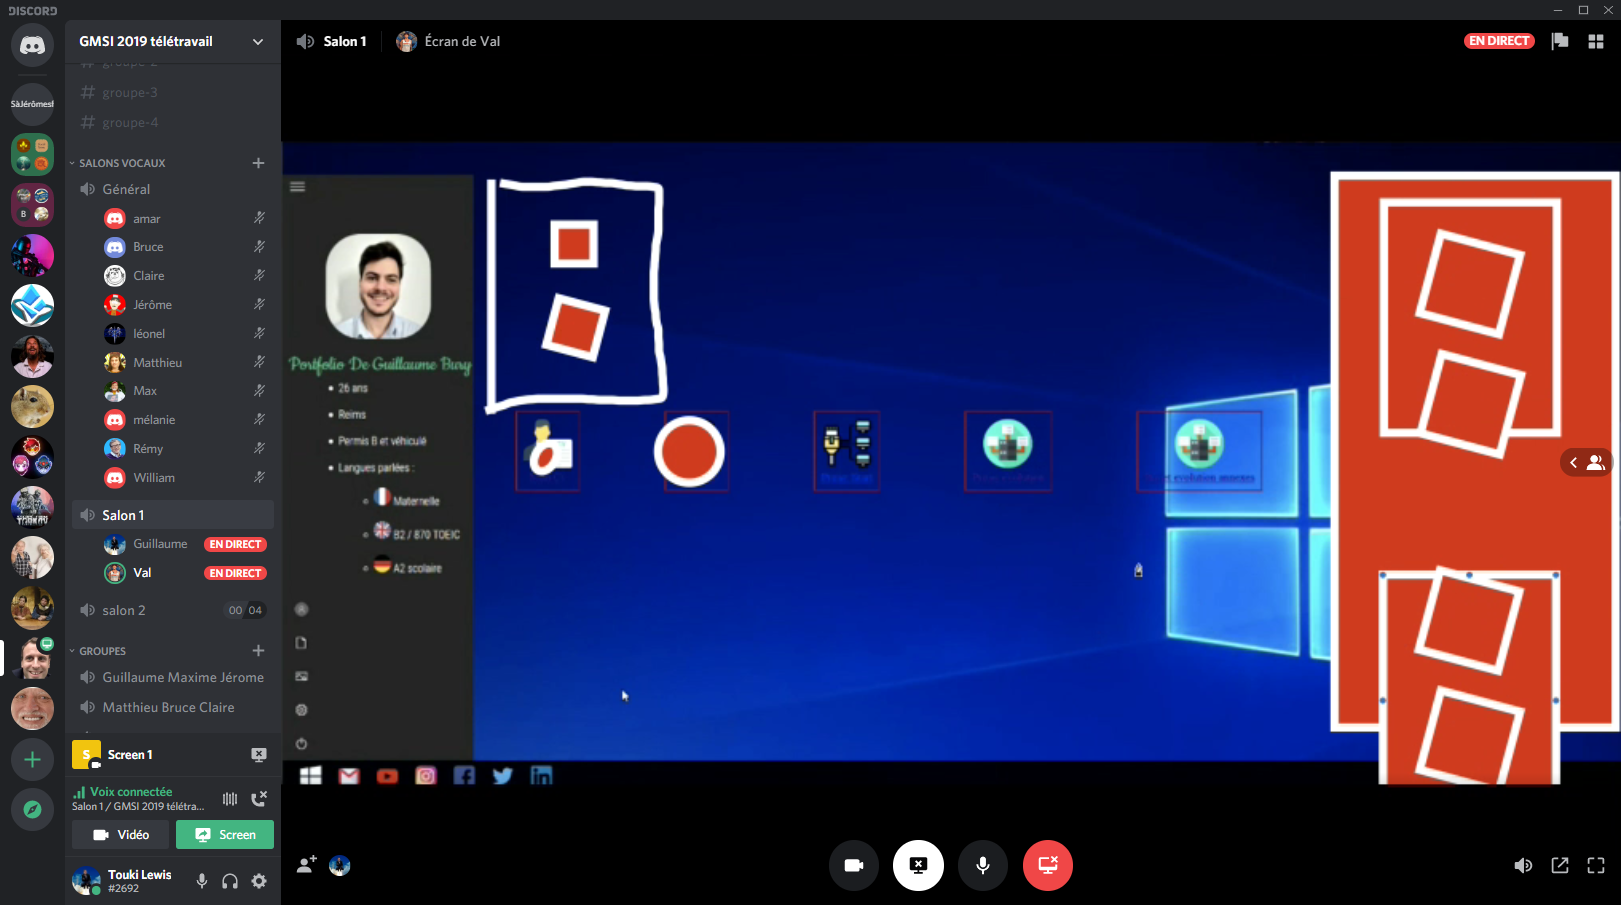 DISCORD
GMSI 2019 télétravail
Salon 1
Écran de Val
EN DIRECT
groupe-2
groupe-3
groupe-4
SALONS VOCAUX
Général
amar
Bruce
Claire
Jérôme
léonel
Matthieu
Max
mélanie
Rémy
William
Salon 1
Guillaume EN DIRECT
Val EN DIRECT
salon 2 00 04
GROUPES
Guillaume Maxime Jérome
Matthieu Bruce Claire
S Screen 1
Voix connectée
Salon 1 / GMSI 2019 télétra...
Vidéo
Screen
Touki Lewis
#2692
Portfolio De Guillaume Bury
26 ans
Reims
Permis B et véhiculé
Langues parlées :
Maternelle
B2 / 870 TOEIC
A2 scolaire